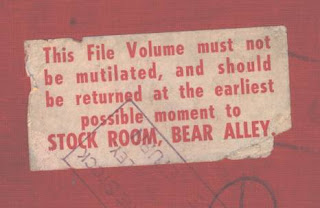 This File Volume must not
be mutilated, and should
be returned at the earliest
possible moment to
STOCK ROOM, BEAR ALLEY.
STOCK